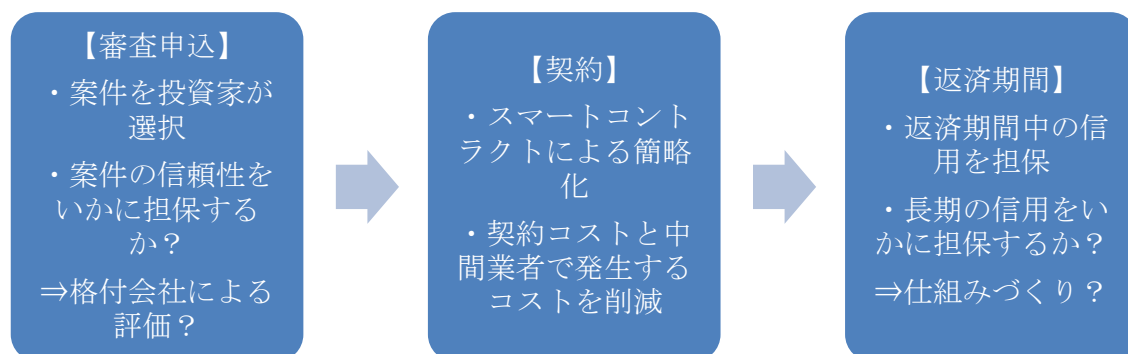 【審査申込】
・案件を投資家が
選択
・案件の信頼性を
いかに担保する
か？
⇒格付会社による
評価？
【契約】
・スマートコント
ラクトによる簡略
化
・契約コストと中
間業者で発生する
コストを削減
【返済期間】
・返済期間中の信
用を担保
・長期の信用をい
かに担保するか？
⇒仕組みづくり？